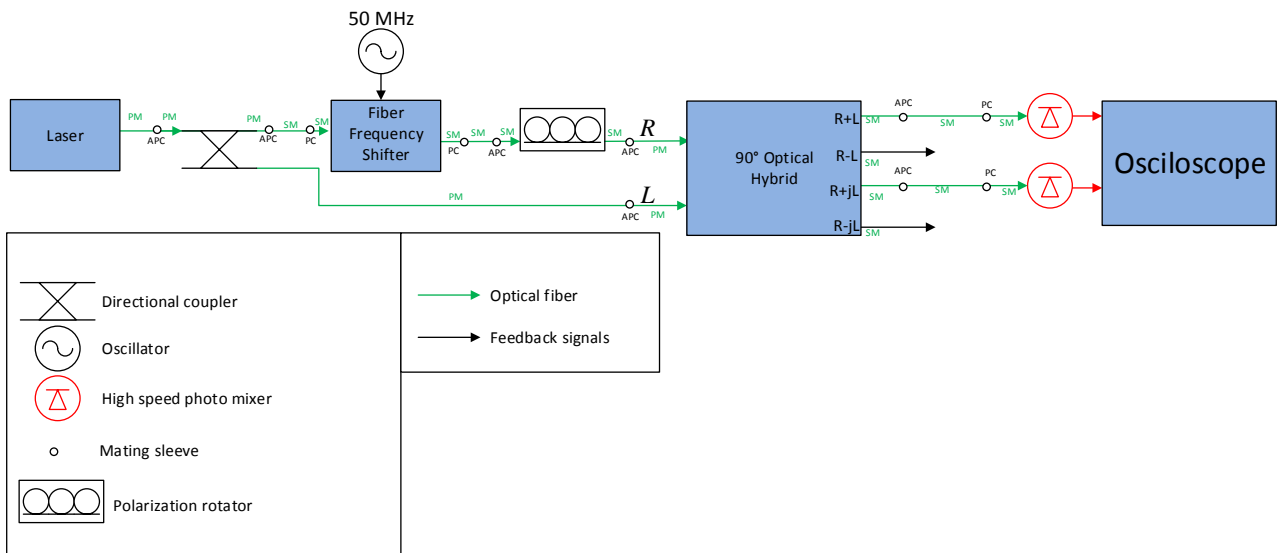 50 MHz
Laser
PM
PM
APC
PM
APC
SM
PC
SM
Fiber
Frequency
Shifter
SM
PC
SM
APC
SM
SM
APC
R
PM
PM
APC
L
PM
90° Optical
Hybrid
R+L
R-L
R+jL
R-jL
SM
APC
SM
PC
SM
SM
SM
APC
SM
PC
SM
SM
Osciloscope
Directional coupler
Oscillator
High speed photo mixer
Mating sleeve
Polarization rotator
Optical fiber
Feedback signals